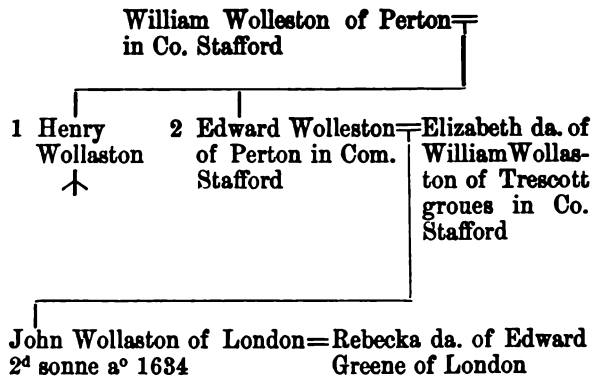 William Wolleston of Perton=
in Co. Stafford
1 Henry
Wollaston
2 Edward Wolleston=Elizabeth da. of
of Perton in Com.
Stafford
William Wollas-
ton of Trescott
groues in Co.
Stafford
John Wollaston of London=Rebecka da. of Edward
2ᵈ sonne aᵒ 1634
Greene of London